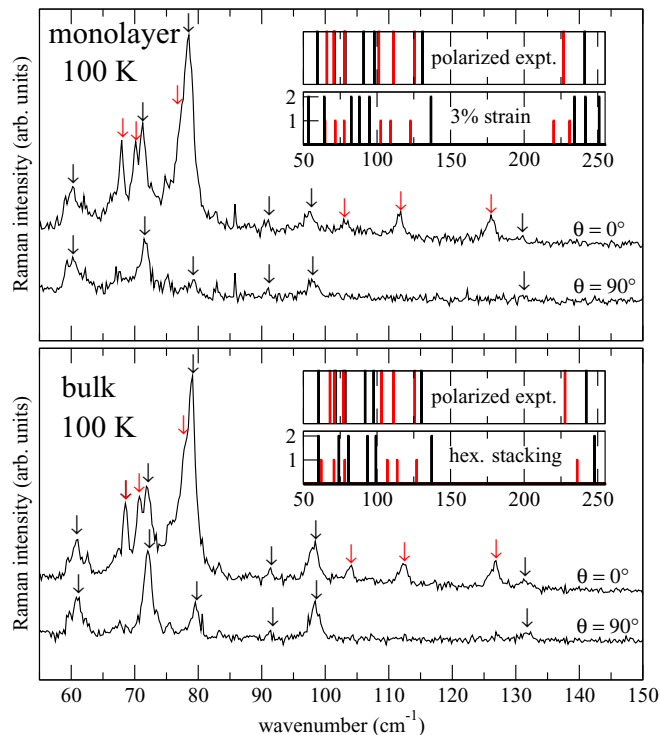 monolayer
100 K
polarized expt.
2
1
3% strain
50 100 150 200 250
θ = 0°
θ = 90°
Raman intensity (arb. units)
bulk
100 K
polarized expt.
2
1
hex. stacking
50 100 150 200 250
θ = 0°
θ = 90°
Raman intensity (arb. units)
60 70 80 90 100 110 120 130 140 150
wavenumber (cm⁻¹)